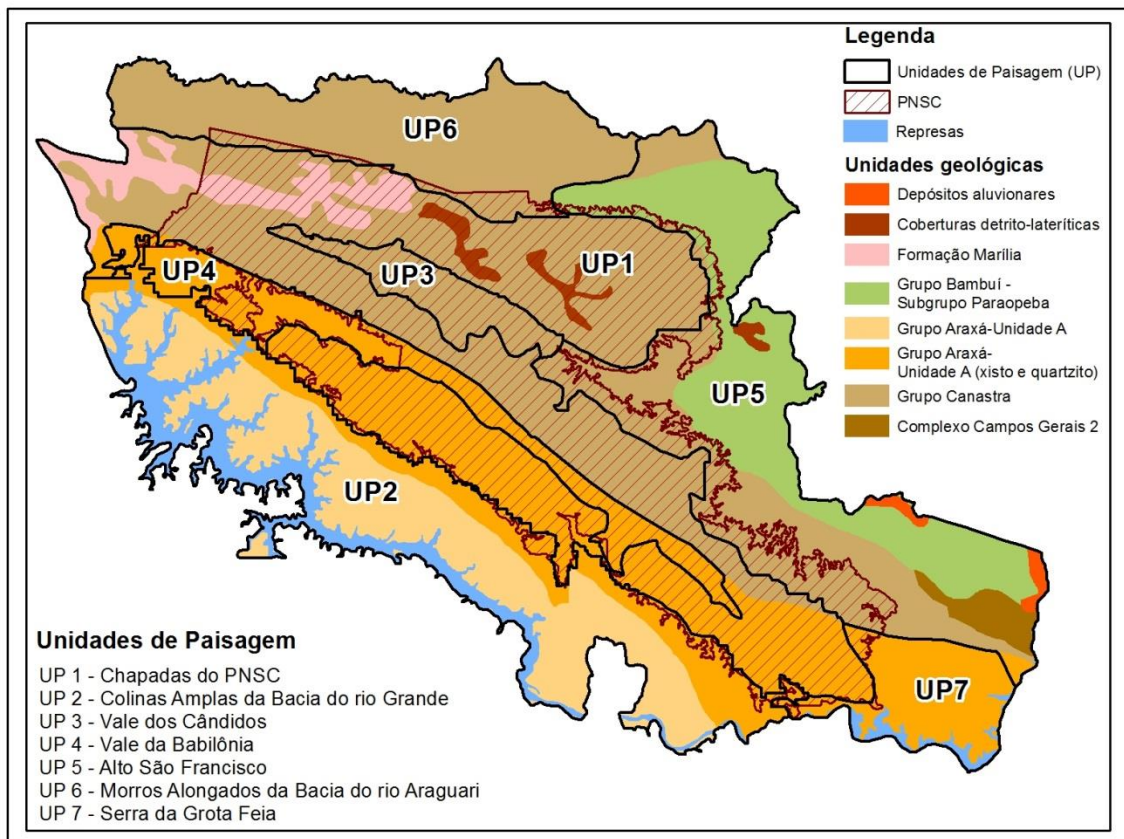 Legenda
Unidades de Paisagem (UP)
PNSC
Represas
Unidades geológicas
Depósitos aluvionares
Coberturas detrito-lateríticas
Formação Marília
Grupo Bambuí -
Subgrupo Paraopeba
Grupo Araxá-Unidade A
Grupo Araxá-
Unidade A (xisto e quartzito)
Grupo Canastra
Complexo Campos Gerais 2
UP6
UP1
UP3
UP4
UP5
UP2
UP7
Unidades de Paisagem
UP 1 - Chapadas do PNSC
UP 2 - Colinas Amplas da Bacia do rio Grande
UP 3 - Vale dos Cândidos
UP 4 - Vale da Babilônia
UP 5 - Alto São Francisco
UP 6 - Morros Alongados da Bacia do rio Araguari
UP 7 - Serra da Grota Feia